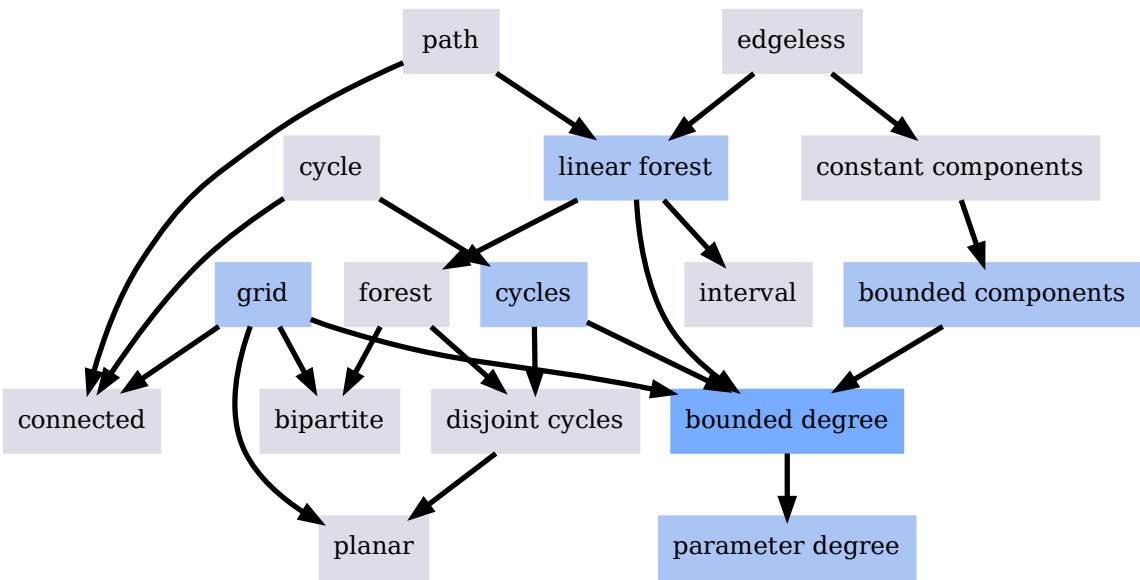 path
edgeless
cycle
linear forest
constant components
grid
forest
cycles
interval
bounded components
connected
bipartite
disjoint cycles
bounded degree
planar
parameter degree